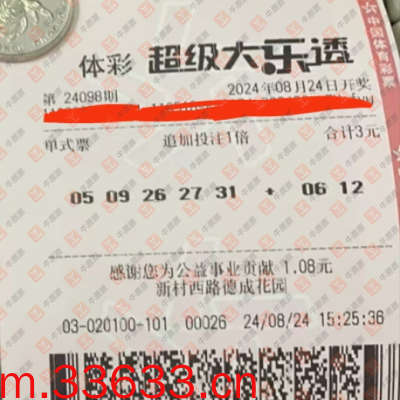 体彩 超级大乐透
第 24098期 2024年08月24日开奖
单式票 追加投注1倍 合计3元
05 09 26 27 31 + 06 12
感谢您为公益事业贡献 1.08元
新村西路德成花园
03-020100-101 00026 24/08/24 15:25:36
m.33633.cn
中国体育彩票